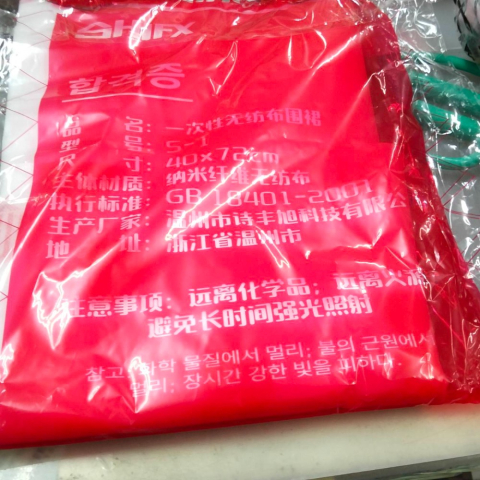 합격증
品名：一次性无纺布围裙
型号：S-1
尺寸：40×72cm
主体材质：纳米纤维无纺布
执行标准：GB 18401-2001
生产厂家：温州市诗丰旭科技有限公
地址：浙江省温州市
注意事项：远离化学品；远离火源
避免长时间强光照射
참고：화학 물질에서 멀리; 불의 근원에서
멀리; 장시간 강한 빛을 피하다.